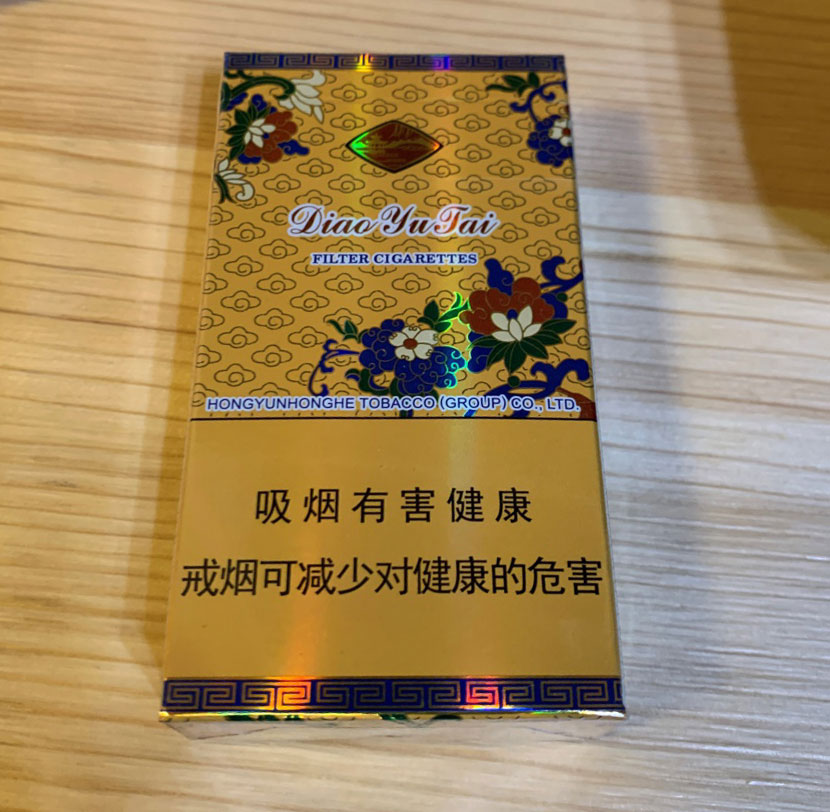 Diao Yu Tai
FILTER CIGARETTES
HONGYUNHONGHE TOBACCO (GROUP) CO., LTD.
吸烟有害健康
戒烟可减少对健康的危害